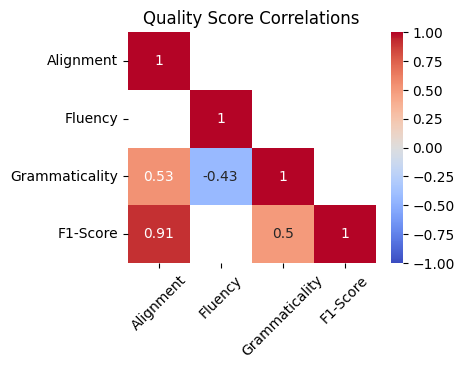 Quality Score Correlations
Alignment 1
Fluency 1
Grammaticality 0.53 -0.43 1
F1-Score 0.91 0.5 1
Alignment Fluency Grammaticality F1-Score
1.00
0.75
0.50
0.25
0.00
−0.25
−0.50
−0.75
−1.00